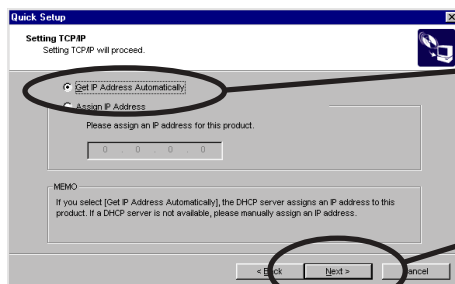 Quick Setup
Setting TCP/IP
Setting TCP/IP will proceed.
Get IP Address Automatically
Assign IP Address
Please assign an IP address for this product.
0 . 0 . 0 . 0
MEMO
If you select [Get IP Address Automatically], the DHCP server assigns an IP address to this
product. If a DHCP server is not available, please manually assign an IP address.
< Back Next > Cancel